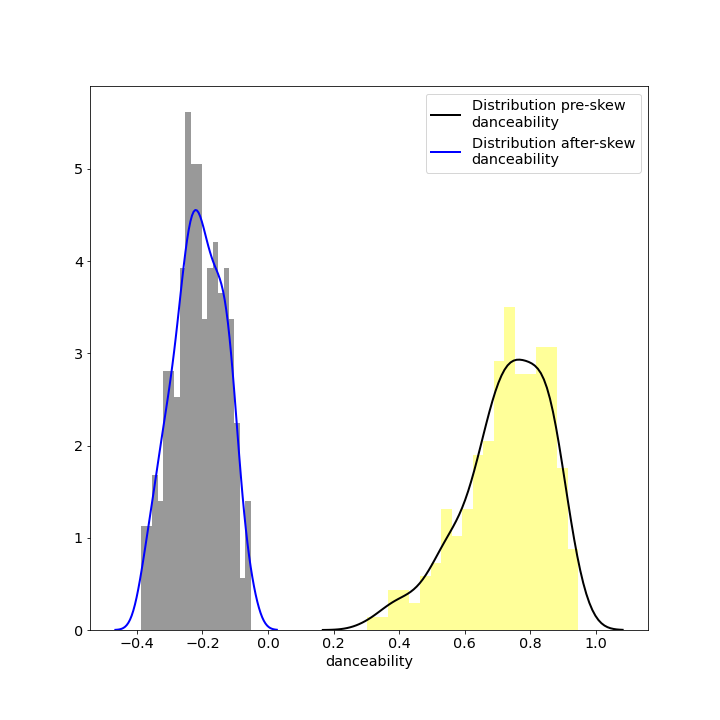 Distribution pre-skew
danceability
Distribution after-skew
danceability
5
4
3
2
1
0
−0.4 −0.2 0.0 0.2 0.4 0.6 0.8 1.0
danceability